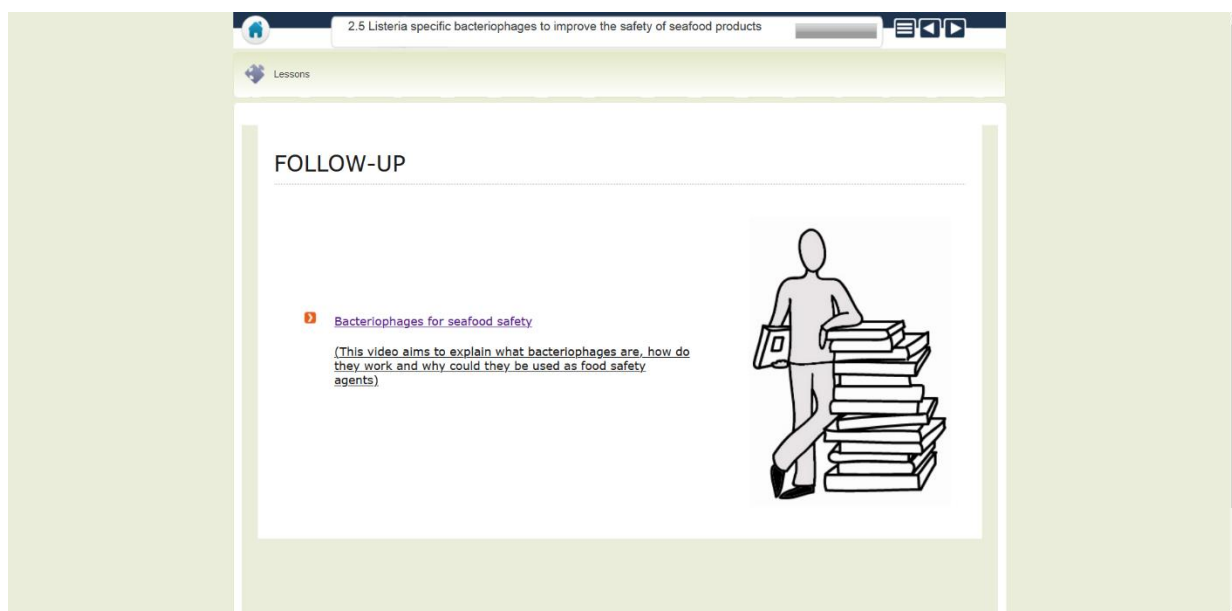 2.5 Listeria specific bacteriophages to improve the safety of seafood products
Lessons
FOLLOW-UP
Bacteriophages for seafood safety
(This video aims to explain what bacteriophages are, how do
they work and why could they be used as food safety
agents)